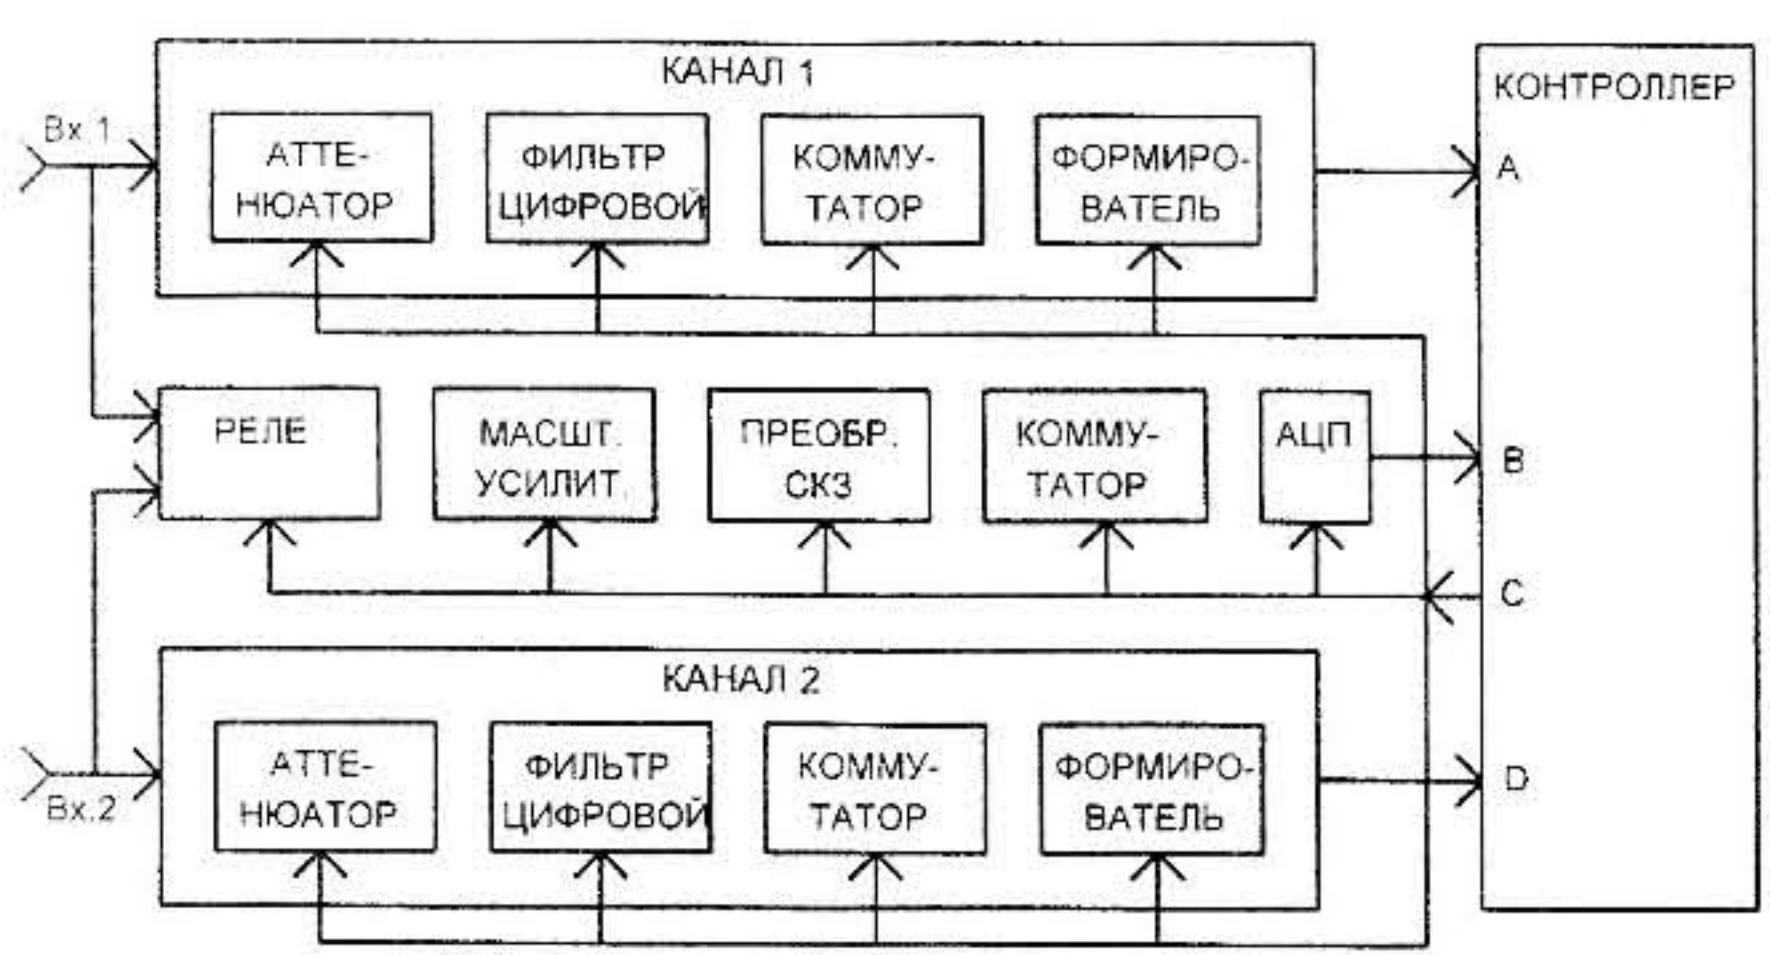 КАНАЛ 1
КОНТРОЛЛЕР
Вх.1
АТТЕ-
НЮАТОР
ФИЛЬТР
ЦИФРОВОЙ
КОММУ-
ТАТОР
ФОРМИРО-
ВАТЕЛЬ
A
РЕЛЕ
МАСШТ.
УСИЛИТ.
ПРЕОБР.
СКЗ
КОММУ-
ТАТОР
АЦП
B
C
КАНАЛ 2
Вх.2
АТТЕ-
НЮАТОР
ФИЛЬТР
ЦИФРОВОЙ
КОММУ-
ТАТОР
ФОРМИРО-
ВАТЕЛЬ
D